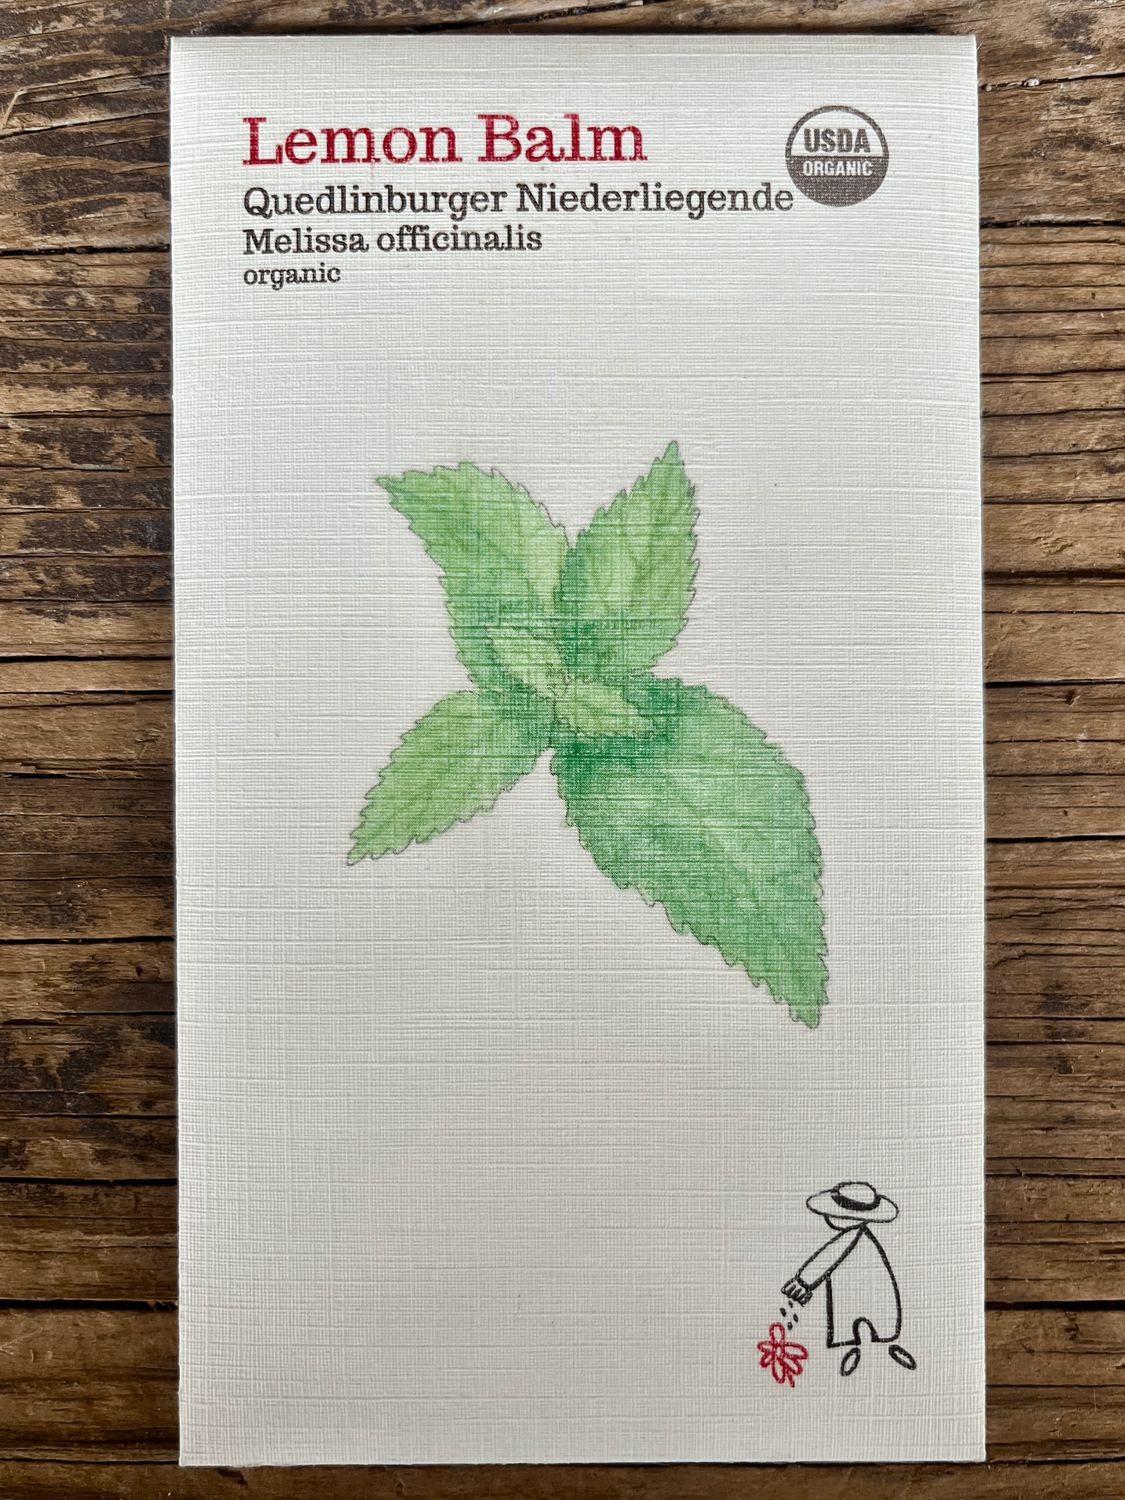 Lemon Balm
USDA
ORGANIC
Quedlinburger Niederliegende
Melissa officinalis
organic